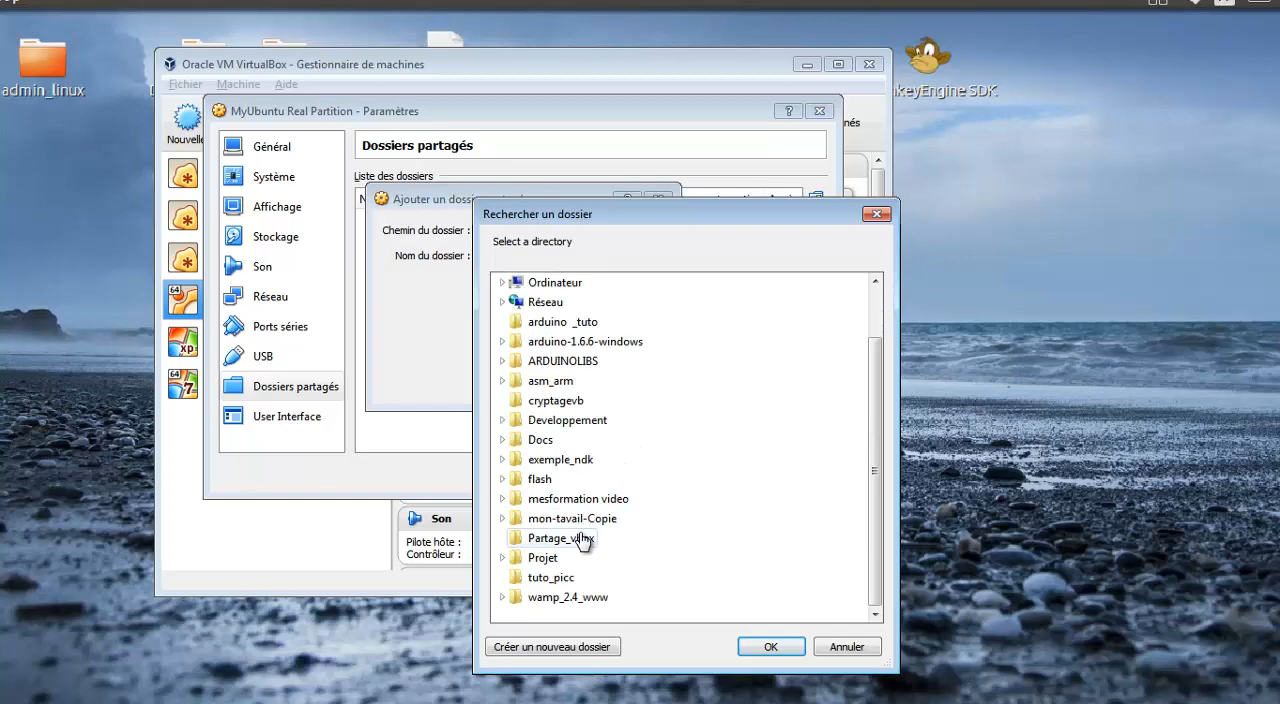 admin_linux
keyEngine SDK
Oracle VM VirtualBox - Gestionnaire de machines
Fichier Machine Aide
Nouvelle
MyUbuntu Real Partition - Paramètres
Général
Système
Affichage
Stockage
Son
Réseau
Ports séries
USB
Dossiers partagés
User Interface
Dossiers partagés
Liste des dossiers
Ajouter un
Chemin du dossier :
Nom du dossier :
Rechercher un dossier
Select a directory
Ordinateur
Réseau
arduino _tuto
arduino-1.6.6-windows
ARDUINOLIBS
asm_arm
cryptagevb
Developpement
Docs
exemple_ndk
flash
mesformation video
mon-tavail-Copie
Projet
tuto_picc
wamp_2.4_www
Créer un nouveau dossier
OK
Annuler
Son
Pilote hôte :
Contrôleur :
64
xp
64
7